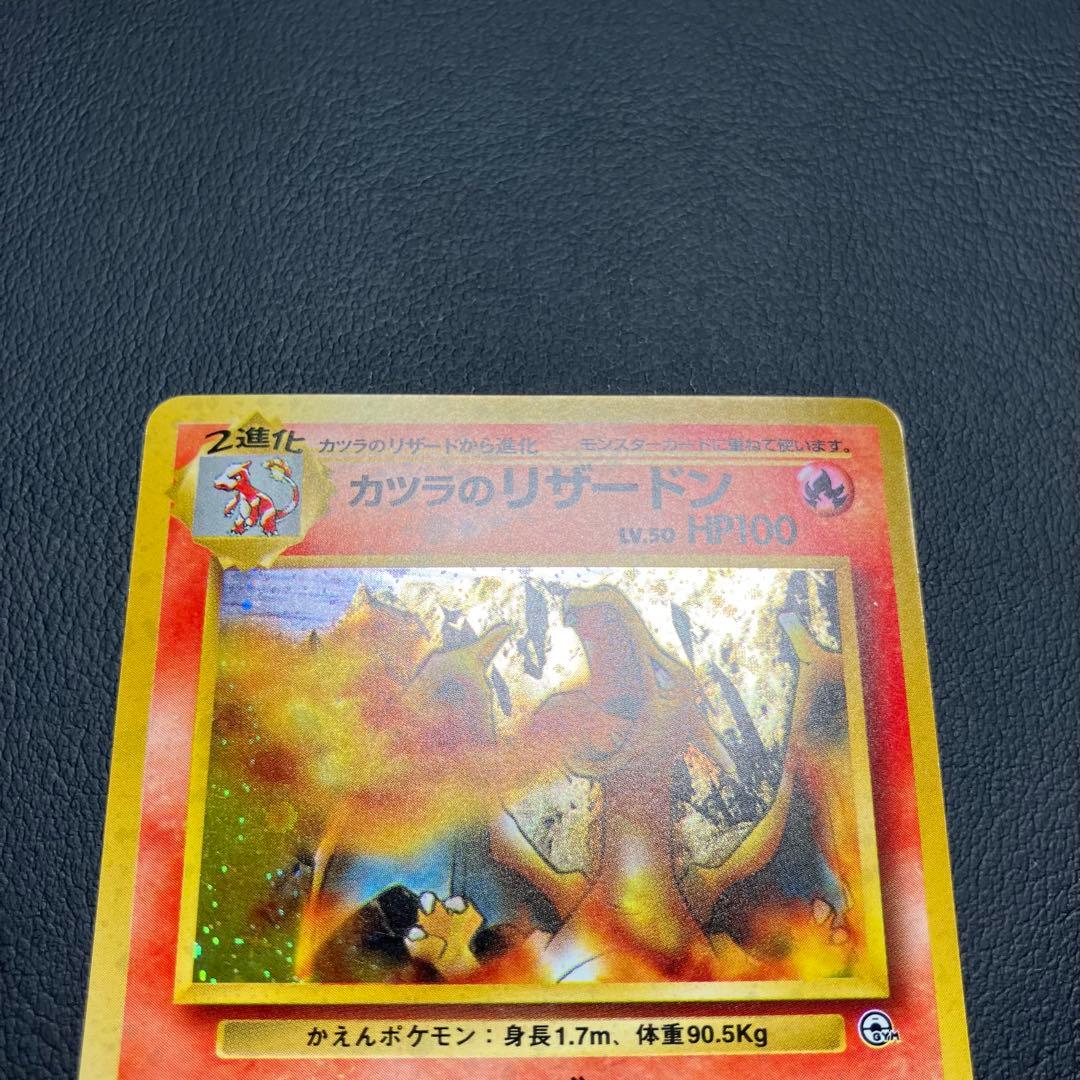 2進化 カツラのリザードから進化 モンスターカードに重ねて使います。
カツラのリザードン
LV.50 HP100
かえんポケモン：身長1.7m、体重90.5Kg
GYM